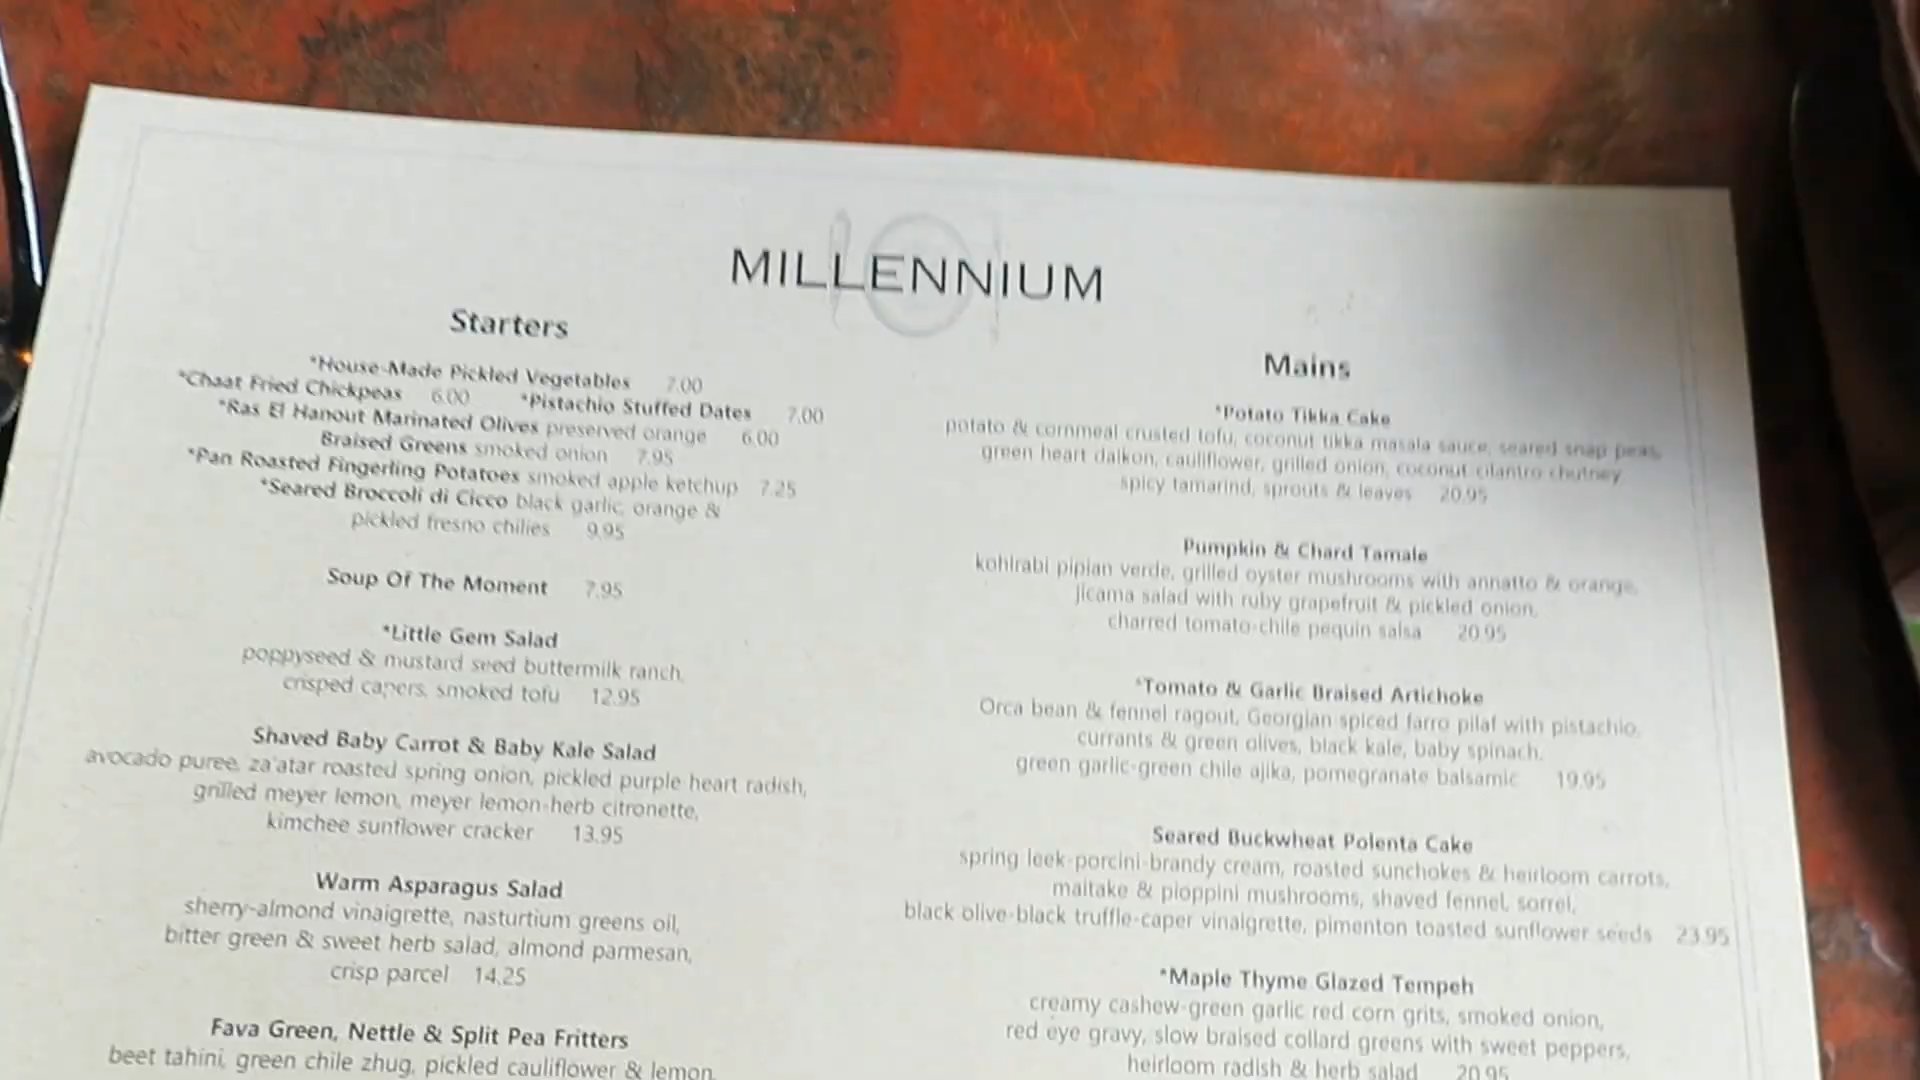 MILLENNIUM
Starters
*House-Made Pickled Vegetables 7.00
*Chaat Fried Chickpeas 6.00 *Pistachio Stuffed Dates 7.00
*Ras El Hanout Marinated Olives preserved orange 6.00
Braised Greens smoked onion 7.95
*Pan Roasted Fingerling Potatoes smoked apple ketchup 7.25
*Seared Broccoli di Cicco black garlic, orange &
pickled fresno chilies 9.95
Soup Of The Moment 7.95
*Little Gem Salad
poppyseed & mustard seed buttermilk ranch,
crisped capers, smoked tofu 12.95
Shaved Baby Carrot & Baby Kale Salad
avocado puree, za'atar roasted spring onion, pickled purple heart radish,
grilled meyer lemon, meyer lemon-herb citronette,
kimchee sunflower cracker 13.95
Warm Asparagus Salad
sherry-almond vinaigrette, nasturtium greens oil,
bitter green & sweet herb salad, almond parmesan,
crisp parcel 14.25
Fava Green, Nettle & Split Pea Fritters
beet tahini, green chile zhug, pickled cauliflower & lemon,
Mains
*Potato Tikka Cake
potato & cornmeal crusted tofu, coconut tikka masala sauce, seared snap peas,
green heart daikon, cauliflower, grilled onion, coconut cilantro chutney
spicy tamarind, sprouts & leaves 20.95
Pumpkin & Chard Tamale
kohlrabi pipian verde, grilled oyster mushrooms with annatto & orange,
jicama salad with ruby grapefruit & pickled onion,
charred tomato-chile pequin salsa 20.95
*Tomato & Garlic Braised Artichoke
Orca bean & fennel ragout, Georgian spiced farro pilaf with pistachio,
currants & green olives, black kale, baby spinach,
green garlic-green chile ajika, pomegranate balsamic 19.95
Seared Buckwheat Polenta Cake
spring leek-porcini-brandy cream, roasted sunchokes & heirloom carrots,
maitake & pioppini mushrooms, shaved fennel, sorrel,
black olive-black truffle-caper vinaigrette, pimenton toasted sunflower seeds 23.95
*Maple Thyme Glazed Tempeh
creamy cashew-green garlic red corn grits, smoked onion,
red eye gravy, slow braised collard greens with sweet peppers,
heirloom radish & herb salad 20.95